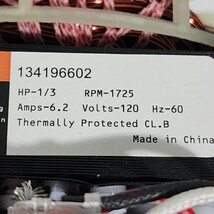 134196602
HP-1/3 RPM-1725
Amps-6.2 Volts-120 Hz-60
Thermally Protected CL.B
Made in China